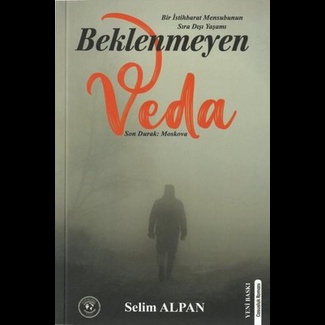 Bir İstihbarat Mensubunun
Sıra Dışı Yaşamı
Beklenmeyen
Veda
Son Durak: Moskova
Selim ALPAN
YENİ BASKI